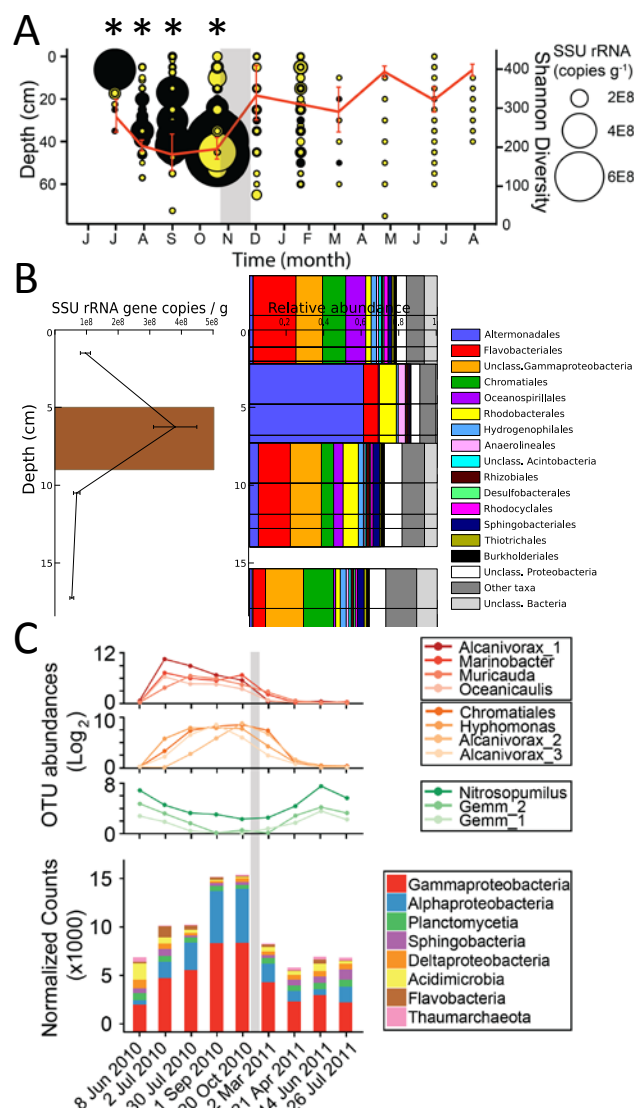 A
* * * *
SSU rRNA
(copies g⁻¹)
2E8
4E8
6E8
Depth (cm)
0
20
40
60
Shannon Diversity
400
300
200
100
0
J J A S O N D J F M A M J J A
Time (month)
B
SSU rRNA gene copies / g
1e8 2e8 3e8 4e8 5e8
Relative abundance
0,2 0,4 0,6 0,8 1
Depth (cm)
0
5
10
15
Altermonadales
Flavobacteriales
Unclass.Gammaproteobacteria
Chromatiales
Oceanospirillales
Rhodobacterales
Hydrogenophilales
Anaerolineales
Unclass. Acintobacteria
Rhizobiales
Desulfobacterales
Rhodocyclales
Sphingobacteriales
Thiotrichales
Burkholderiales
Unclass. Proteobacteria
Other taxa
Unclass. Bacteria
C
OTU abundances
(Log₂)
12
6
0
Alcanivorax_1
Marinobacter
Muricauda
Oceanicaulis
10
5
0
Chromatiales
Hyphomonas
Alcanivorax_2
Alcanivorax_3
8
4
0
Nitrosopumilus
Gemm_2
Gemm_1
Normalized Counts
(x1000)
15
10
5
0
Gammaproteobacteria
Alphaproteobacteria
Planctomycetia
Sphingobacteria
Deltaproteobacteria
Acidimicrobia
Flavobacteria
Thaumarchaeota
8 Jun 2010
2 Jul 2010
30 Jul 2010
1 Sep 2010
20 Oct 2010
2 Mar 2011
21 Apr 2011
14 Jun 2011
26 Jul 2011